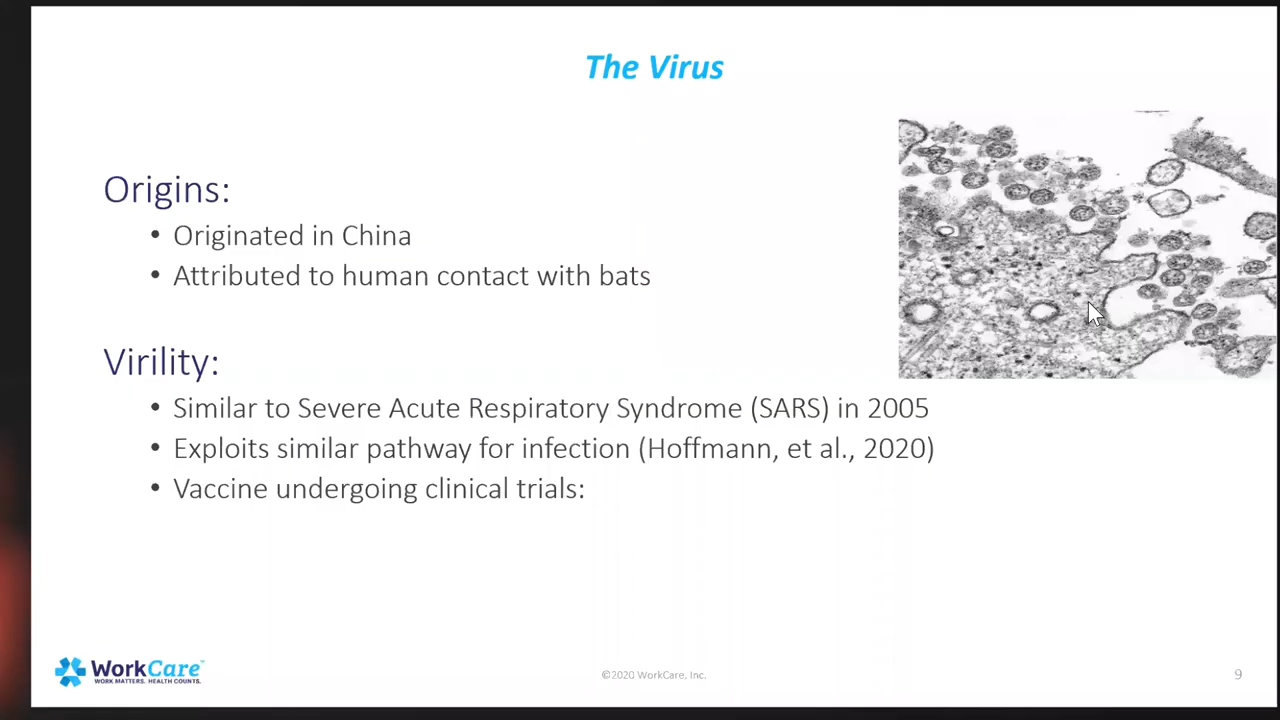 The Virus
Origins:
• Originated in China
• Attributed to human contact with bats
Virility:
• Similar to Severe Acute Respiratory Syndrome (SARS) in 2005
• Exploits similar pathway for infection (Hoffmann, et al., 2020)
• Vaccine undergoing clinical trials:
WorkCare™
WORK MATTERS. HEALTH COUNTS.
©2020 WorkCare, Inc.
9